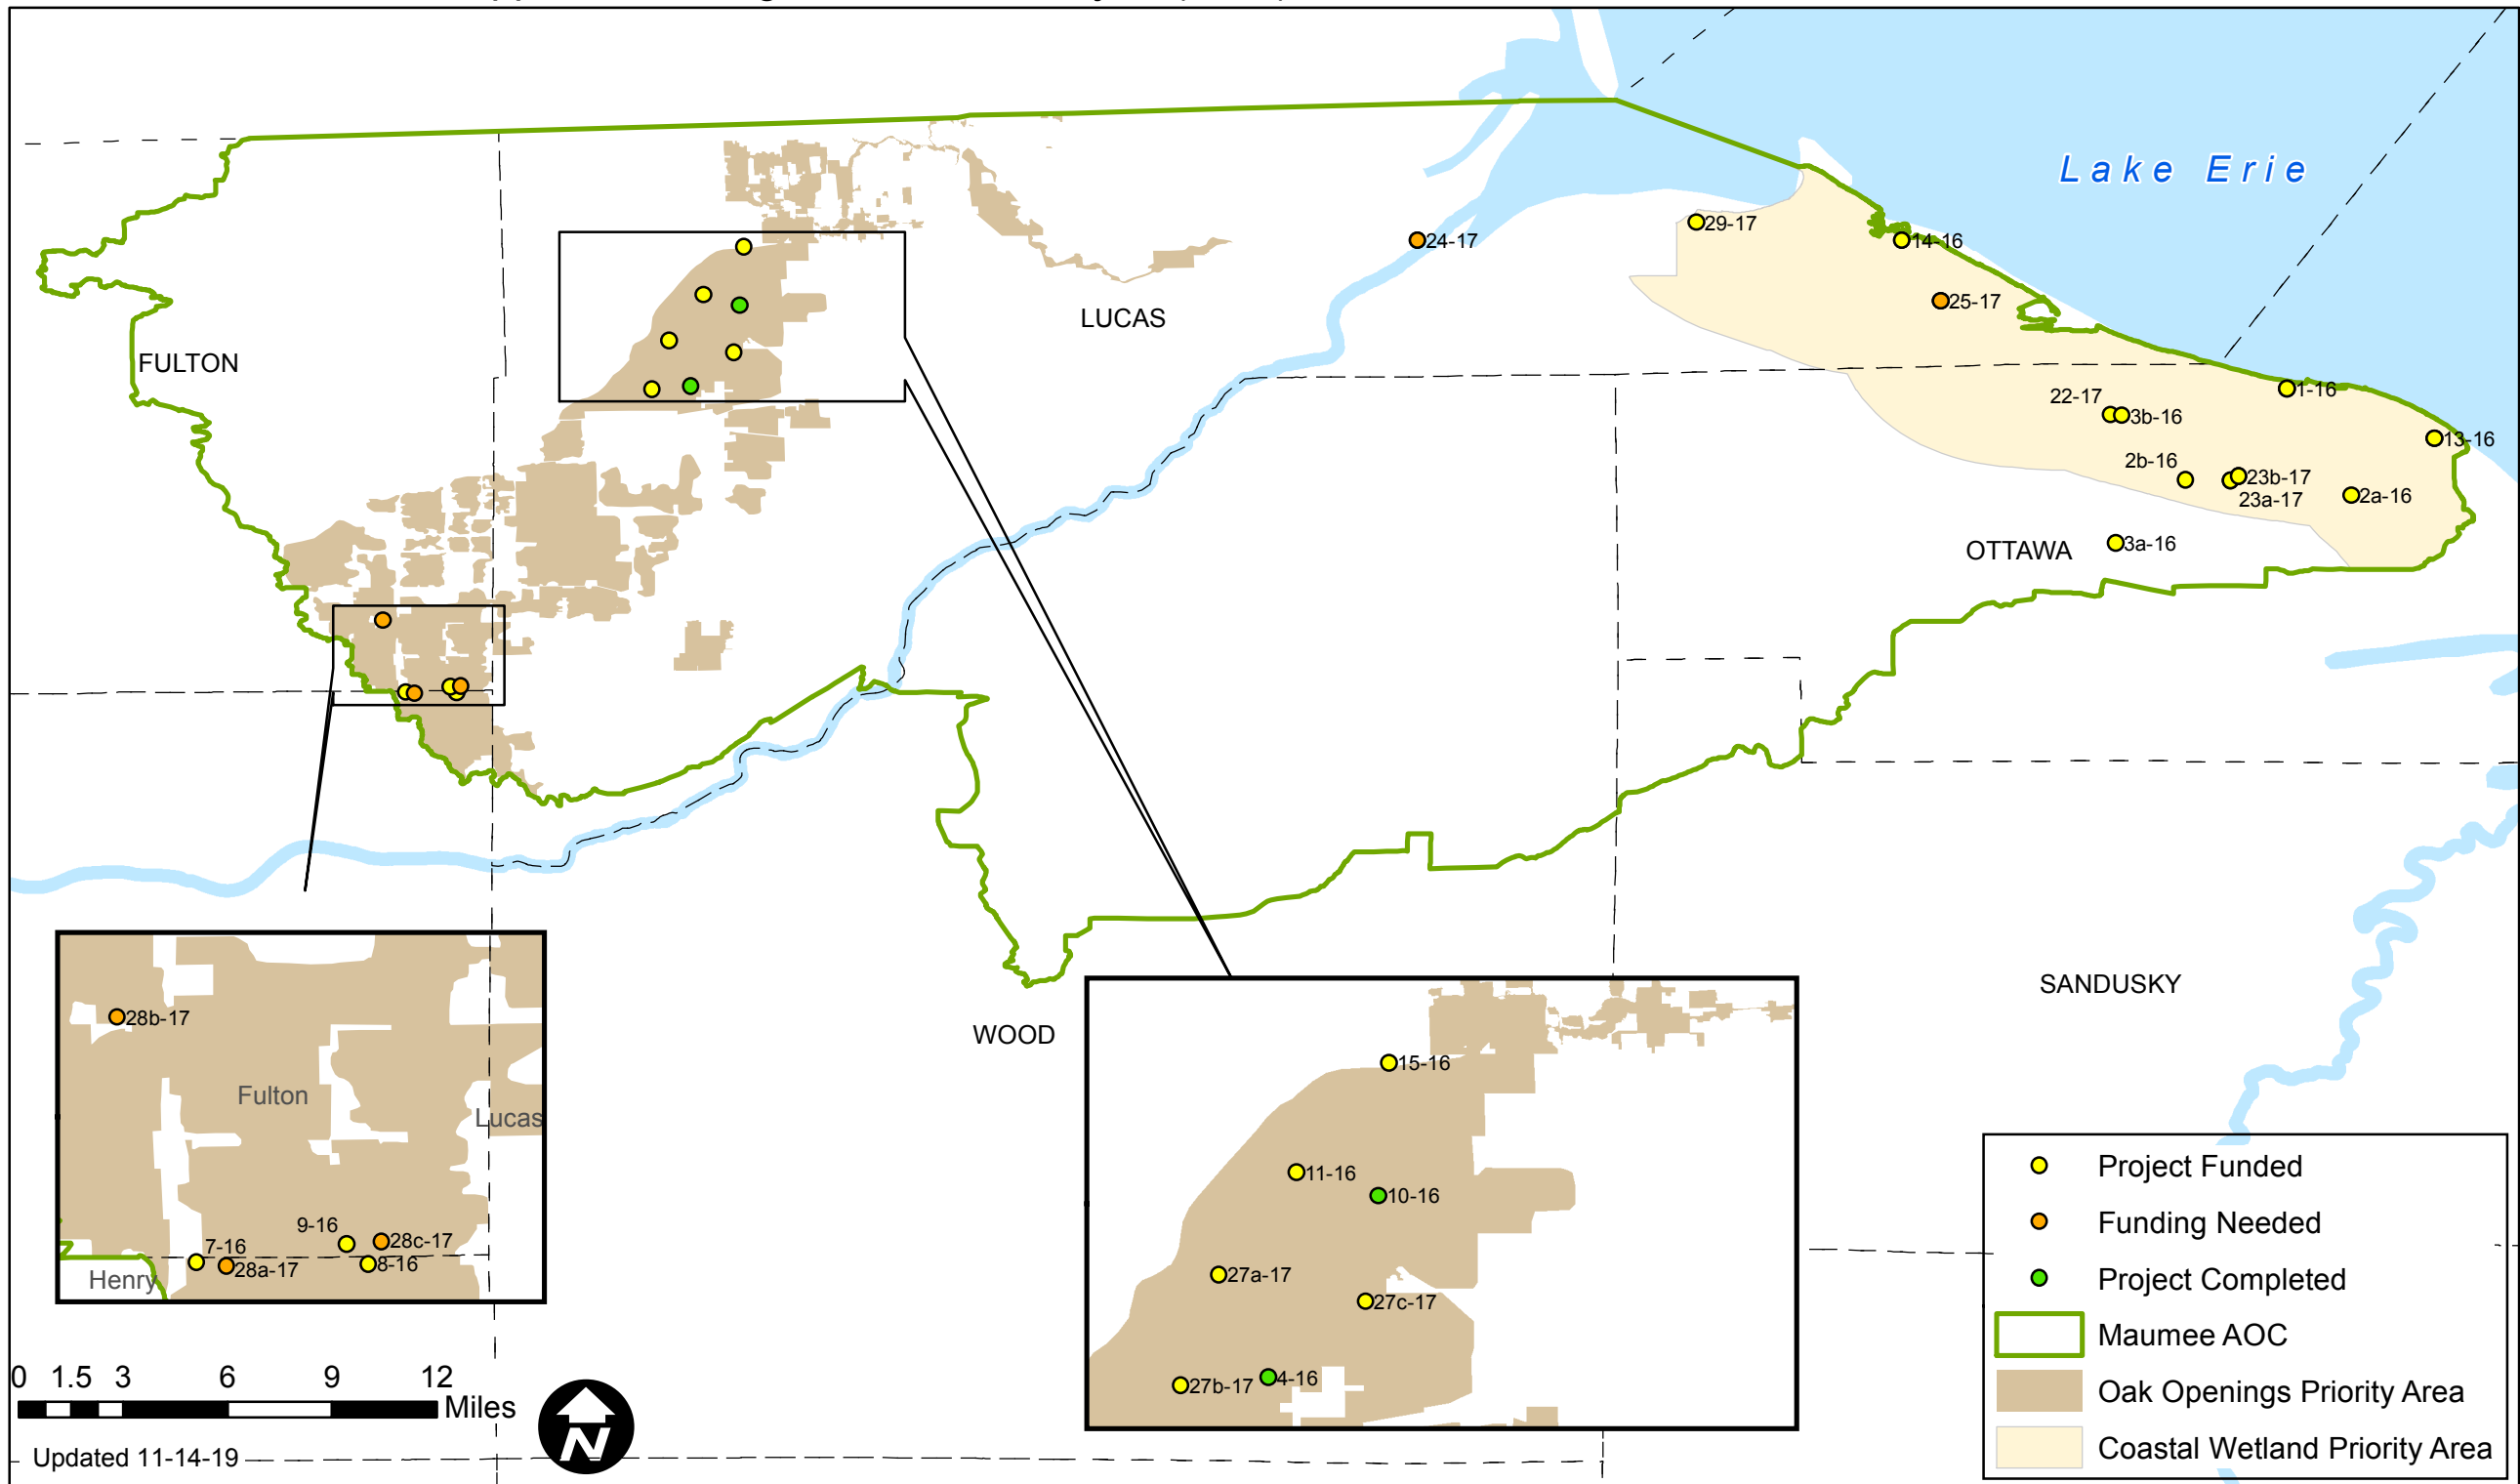 Lake Erie
29-17
24-17
14-16
25-17
LUCAS
FULTON
1-16
22-17
3b-16
13-16
2b-16
23b-17
23a-17
2a-16
3a-16
OTTAWA
SANDUSKY
WOOD
28b-17
Fulton
Lucas
9-16
28c-17
7-16
28a-17
8-16
Henry
15-16
11-16
10-16
27a-17
27c-17
27b-17
4-16
Project Funded
Funding Needed
Project Completed
Maumee AOC
Oak Openings Priority Area
Coastal Wetland Priority Area
0 1.5 3 6 9 12
Miles
N
Updated 11-14-19